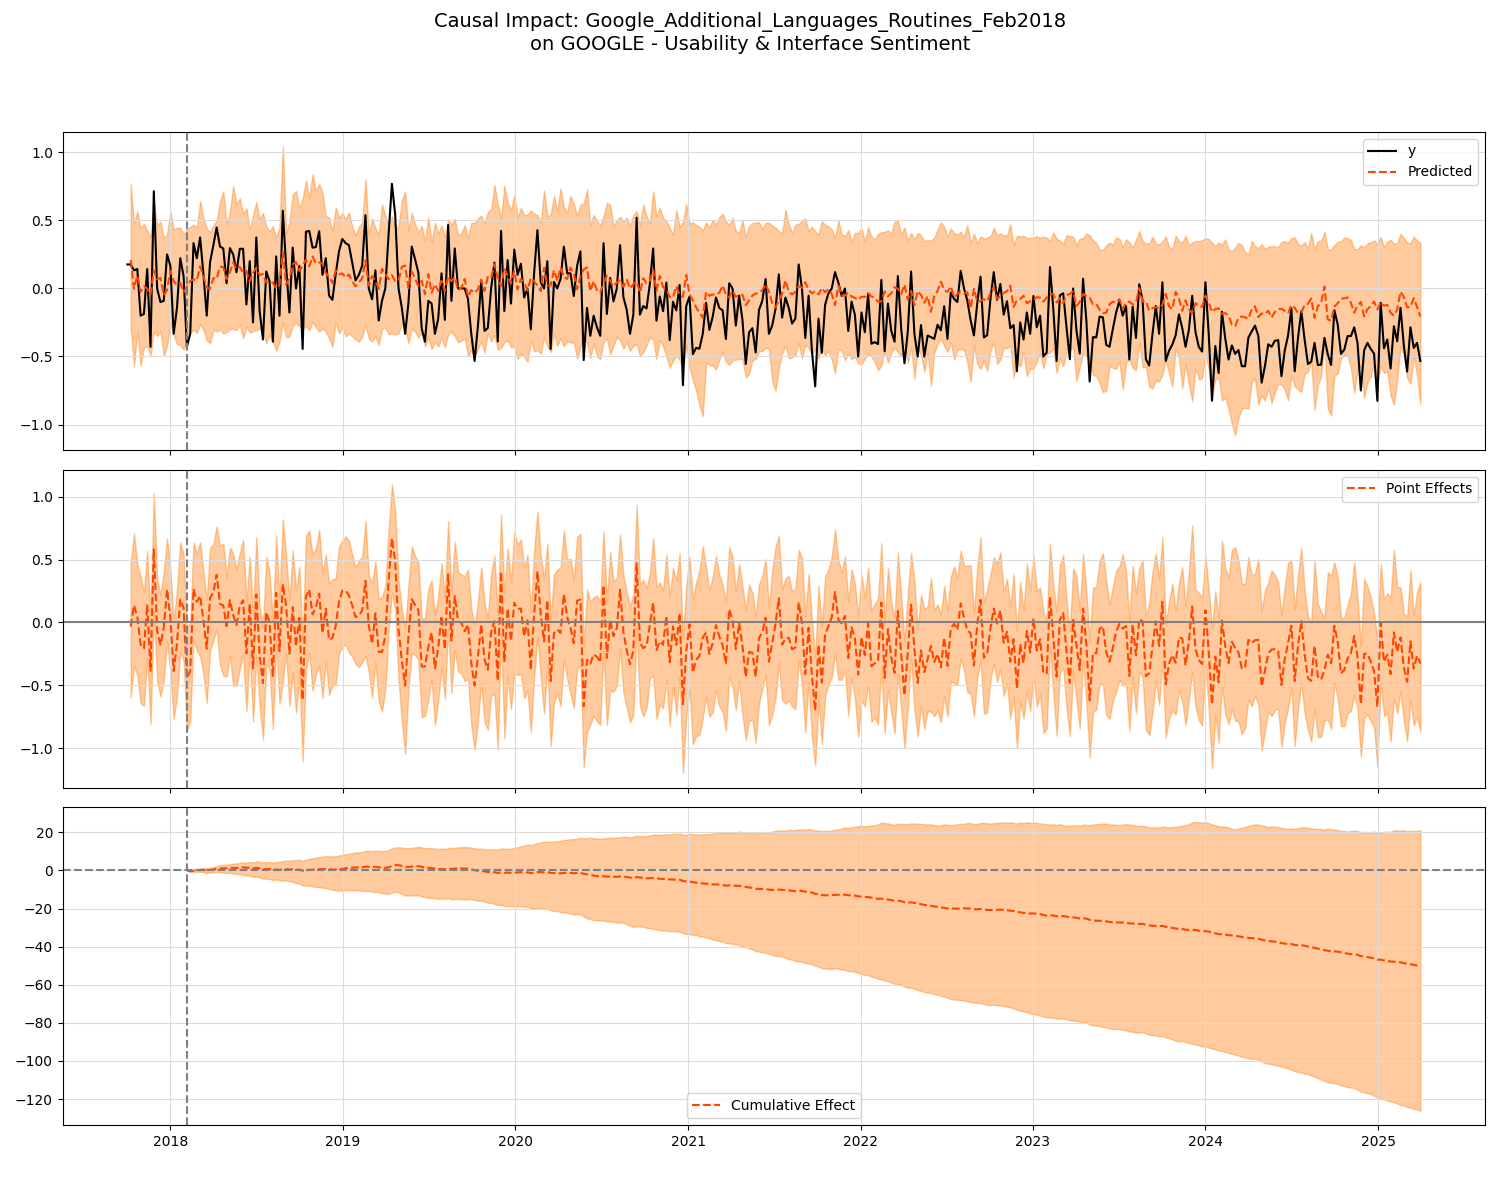 Causal Impact: Google_Additional_Languages_Routines_Feb2018
on GOOGLE - Usability & Interface Sentiment
1.0
0.5
0.0
−0.5
−1.0
y
Predicted
1.0
0.5
0.0
−0.5
−1.0
Point Effects
20
0
−20
−40
−60
−80
−100
−120
Cumulative Effect
2018 2019 2020 2021 2022 2023 2024 2025